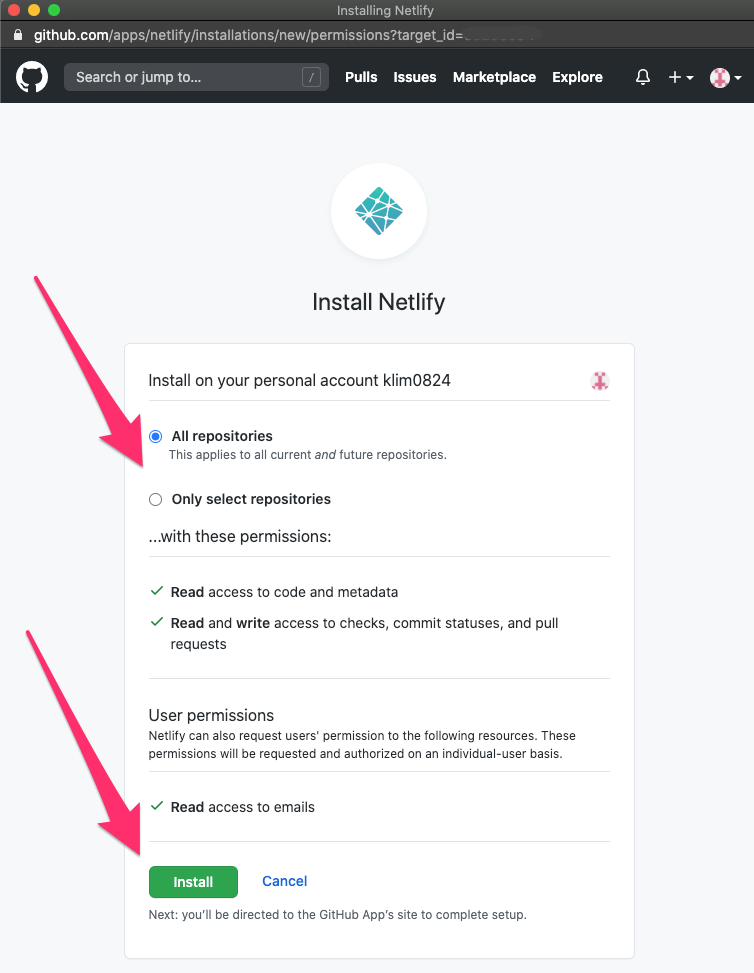 Installing Netlify
github.com/apps/netlify/installations/new/permissions?target_id=
Search or jump to... /
Pulls Issues Marketplace Explore
Install Netlify
Install on your personal account klim0824
All repositories
This applies to all current and future repositories.
Only select repositories
...with these permissions:
Read access to code and metadata
Read and write access to checks, commit statuses, and pull
requests
User permissions
Netlify can also request users' permission to the following resources. These
permissions will be requested and authorized on an individual-user basis.
Read access to emails
Install Cancel
Next: you'll be directed to the GitHub App's site to complete setup.